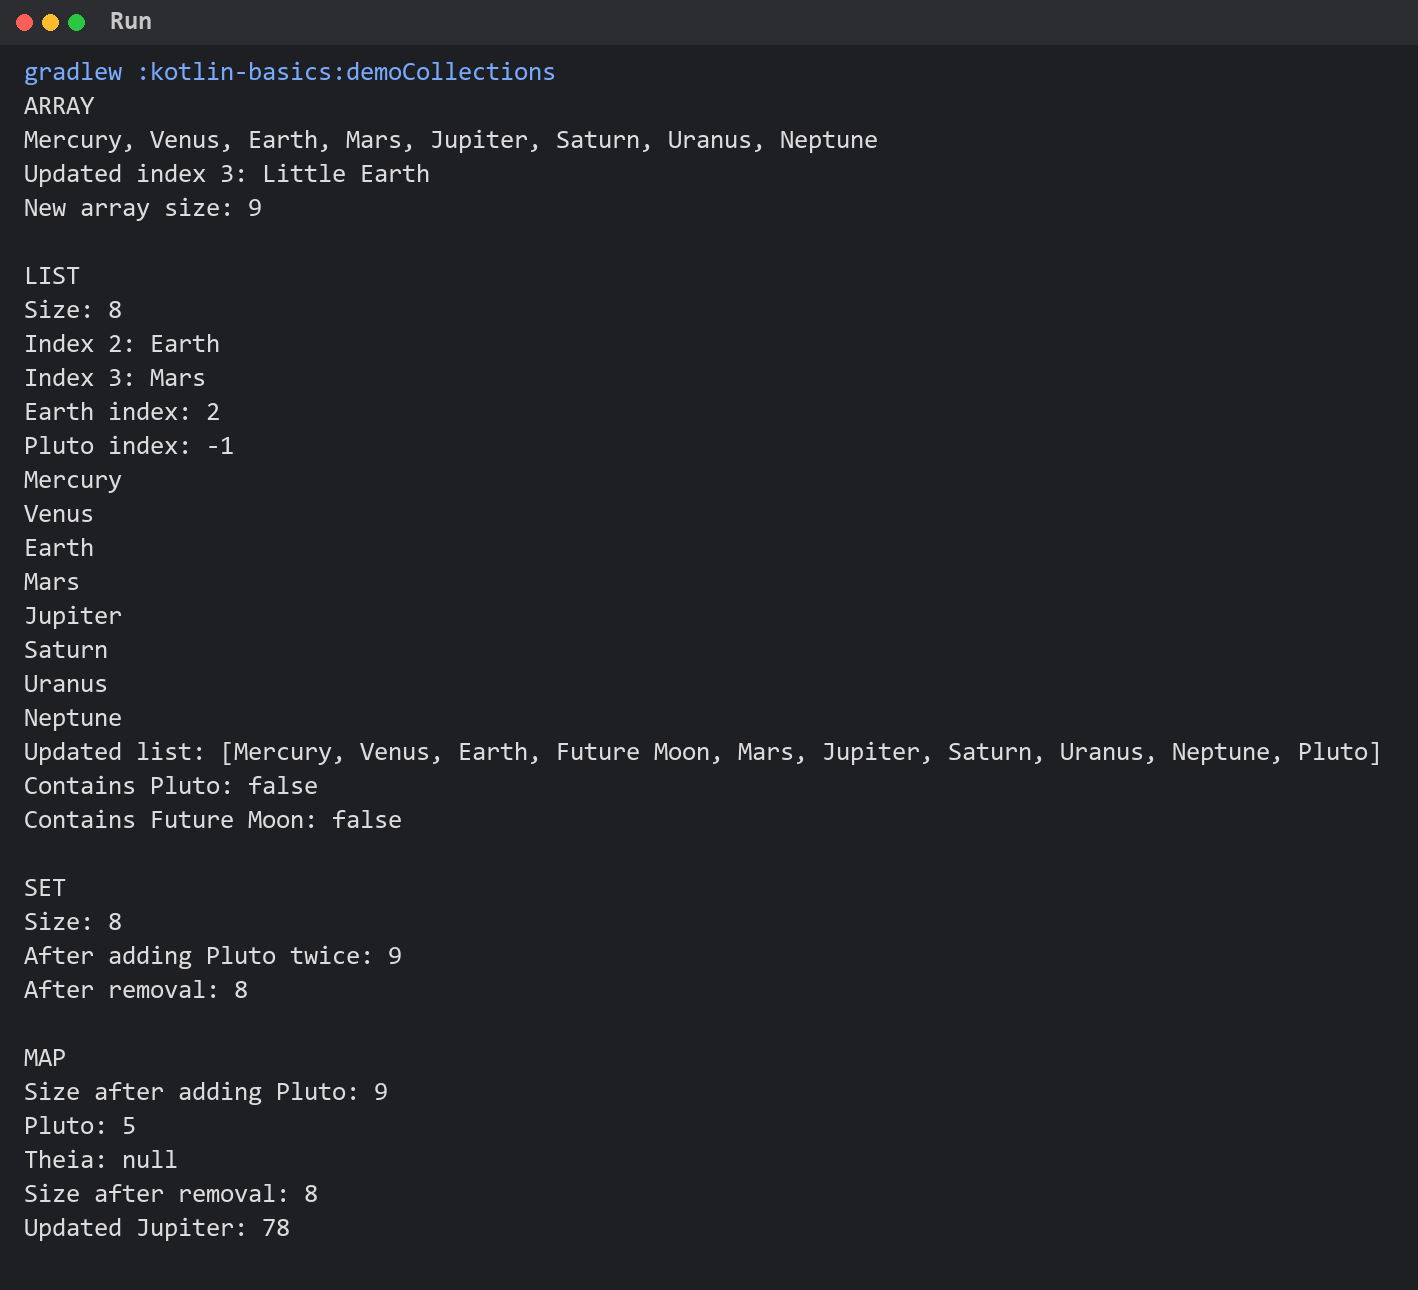 Run
gradlew :kotlin-basics:demoCollections
ARRAY
Mercury, Venus, Earth, Mars, Jupiter, Saturn, Uranus, Neptune
Updated index 3: Little Earth
New array size: 9
LIST
Size: 8
Index 2: Earth
Index 3: Mars
Earth index: 2
Pluto index: -1
Mercury
Venus
Earth
Mars
Jupiter
Saturn
Uranus
Neptune
Updated list: [Mercury, Venus, Earth, Future Moon, Mars, Jupiter, Saturn, Uranus, Neptune, Pluto]
Contains Pluto: false
Contains Future Moon: false
SET
Size: 8
After adding Pluto twice: 9
After removal: 8
MAP
Size after adding Pluto: 9
Pluto: 5
Theia: null
Size after removal: 8
Updated Jupiter: 78